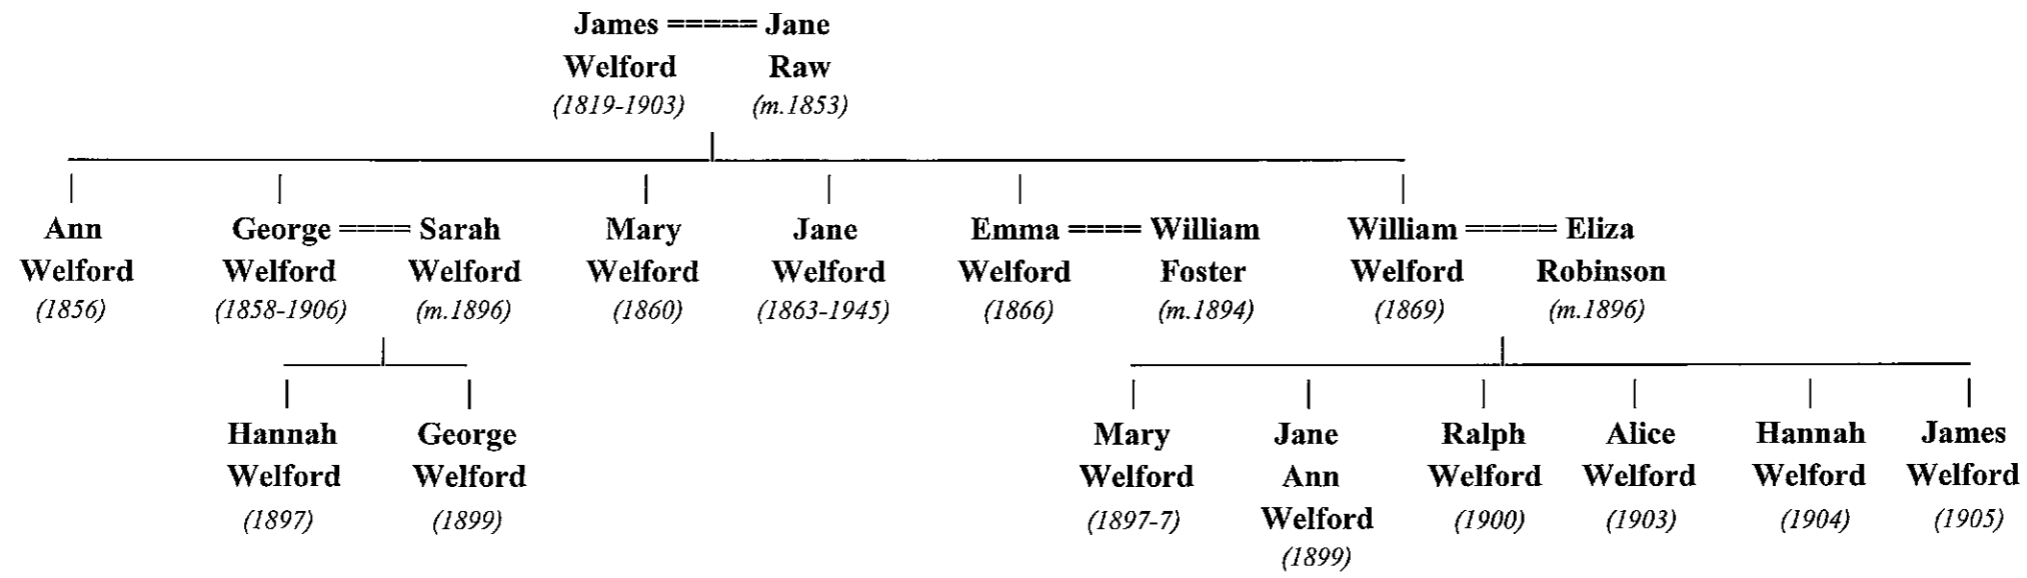 James ===== Jane
Welford Raw
(1819-1903) (m.1853)
Ann George ==== Sarah Mary Jane Emma ==== William William ===== Eliza
Welford Welford Welford Welford Welford Welford Foster Welford Robinson
(1856) (1858-1906) (m.1896) (1860) (1863-1945) (1866) (m.1894) (1869) (m.1896)
Hannah George Mary Jane Ralph Alice Hannah James
Welford Welford Welford Ann Welford Welford Welford Welford
(1897) (1899) (1897-7) Welford (1900) (1903) (1904) (1905)
(1899)